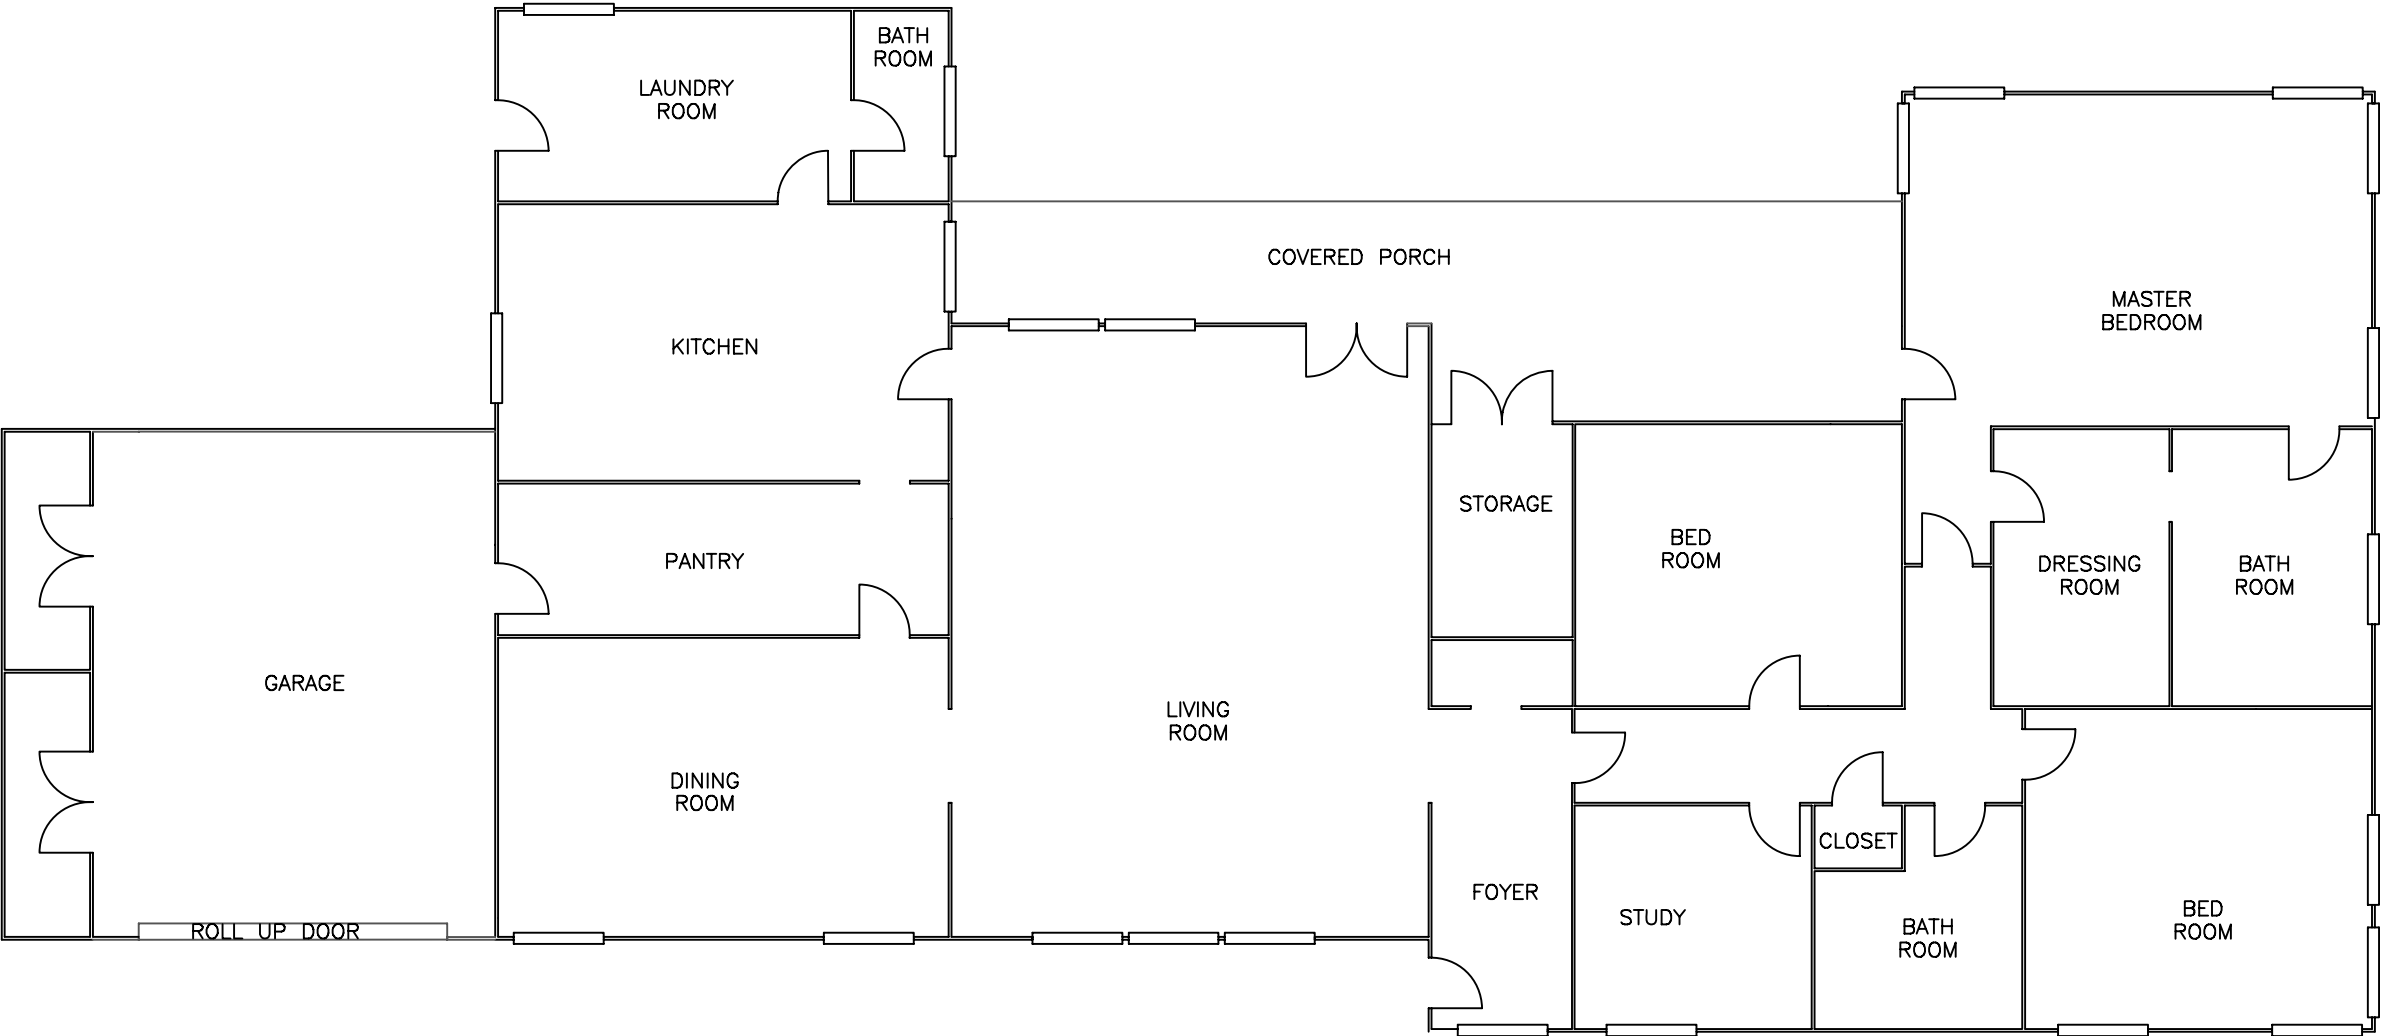 BATH
ROOM
LAUNDRY
ROOM
COVERED PORCH
MASTER
BEDROOM
KITCHEN
STORAGE
BED
ROOM
PANTRY
DRESSING
ROOM
BATH
ROOM
GARAGE
LIVING
ROOM
DINING
ROOM
CLOSET
FOYER
STUDY
BED
ROOM
BATH
ROOM
ROLL UP DOOR